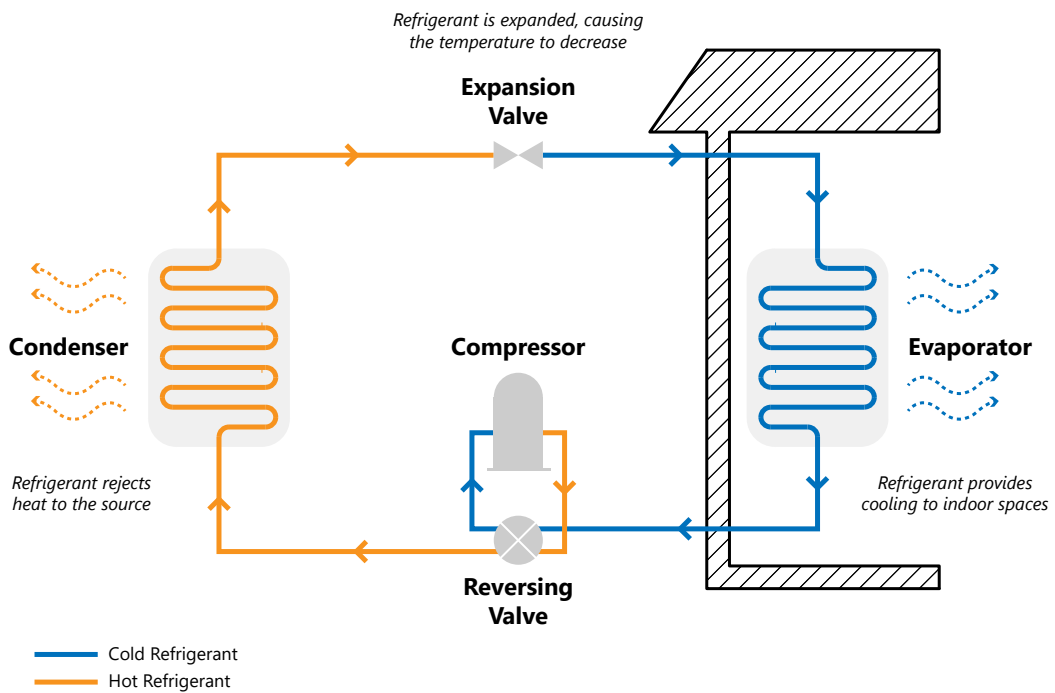 Refrigerant is expanded, causing
the temperature to decrease
Expansion
Valve
Condenser
Compressor
Evaporator
Refrigerant rejects
heat to the source
Refrigerant provides
cooling to indoor spaces
Reversing
Valve
Cold Refrigerant
Hot Refrigerant